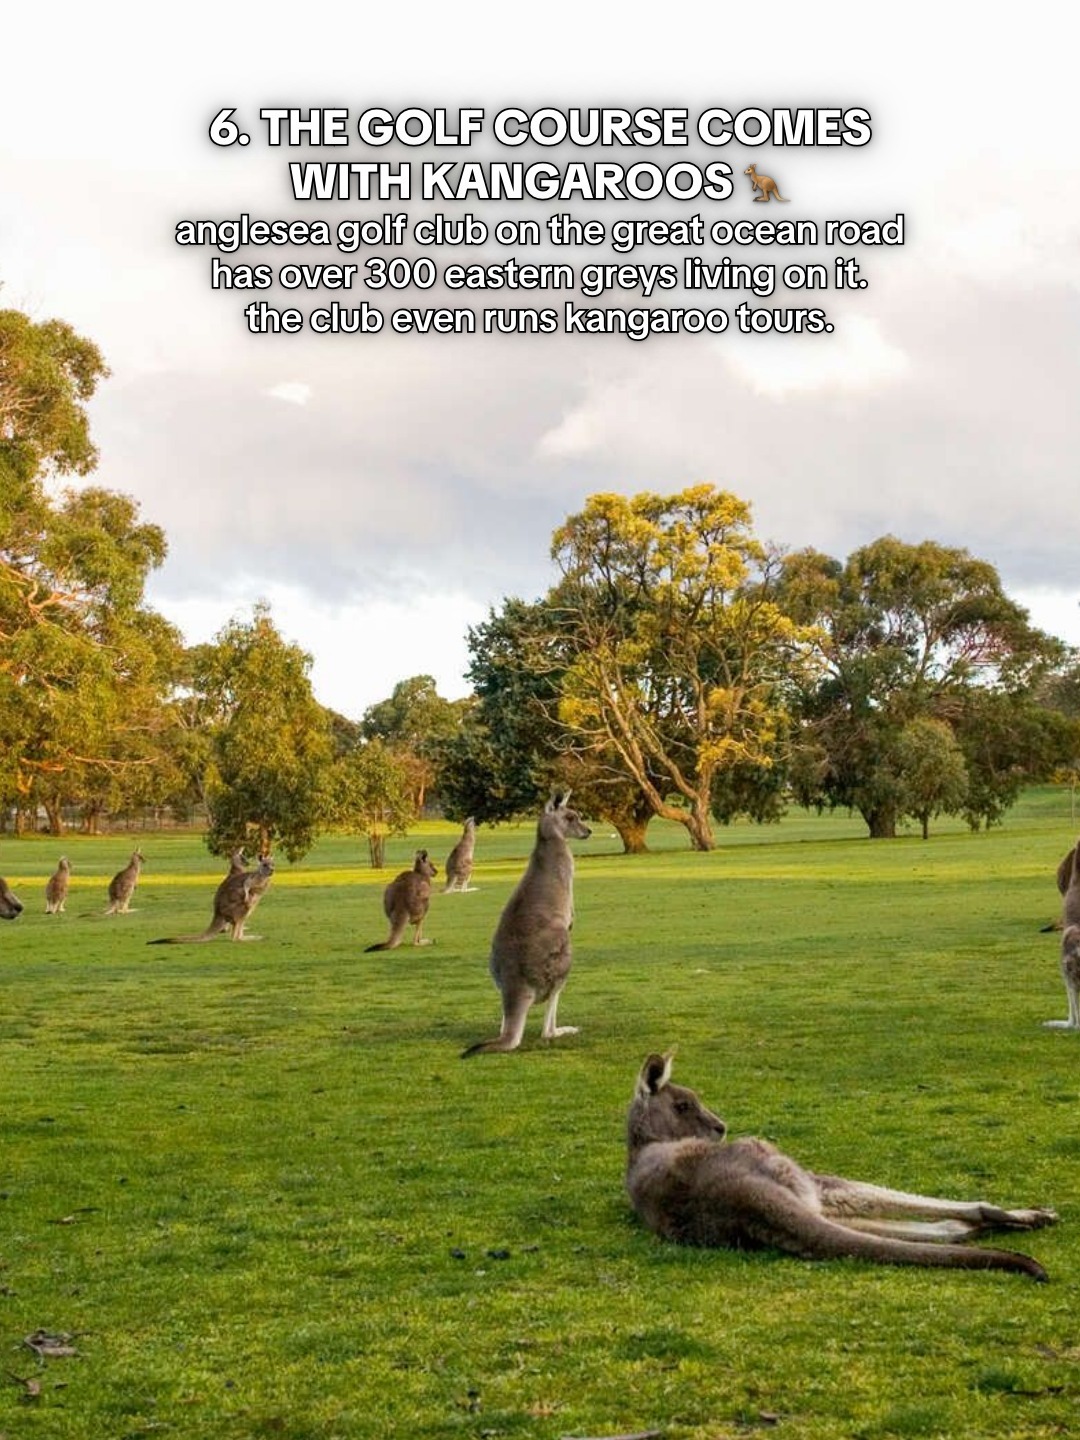 6. THE GOLF COURSE COMES
WITH KANGAROOS 🦘
anglesea golf club on the great ocean road
has over 300 eastern greys living on it.
the club even runs kangaroo tours.